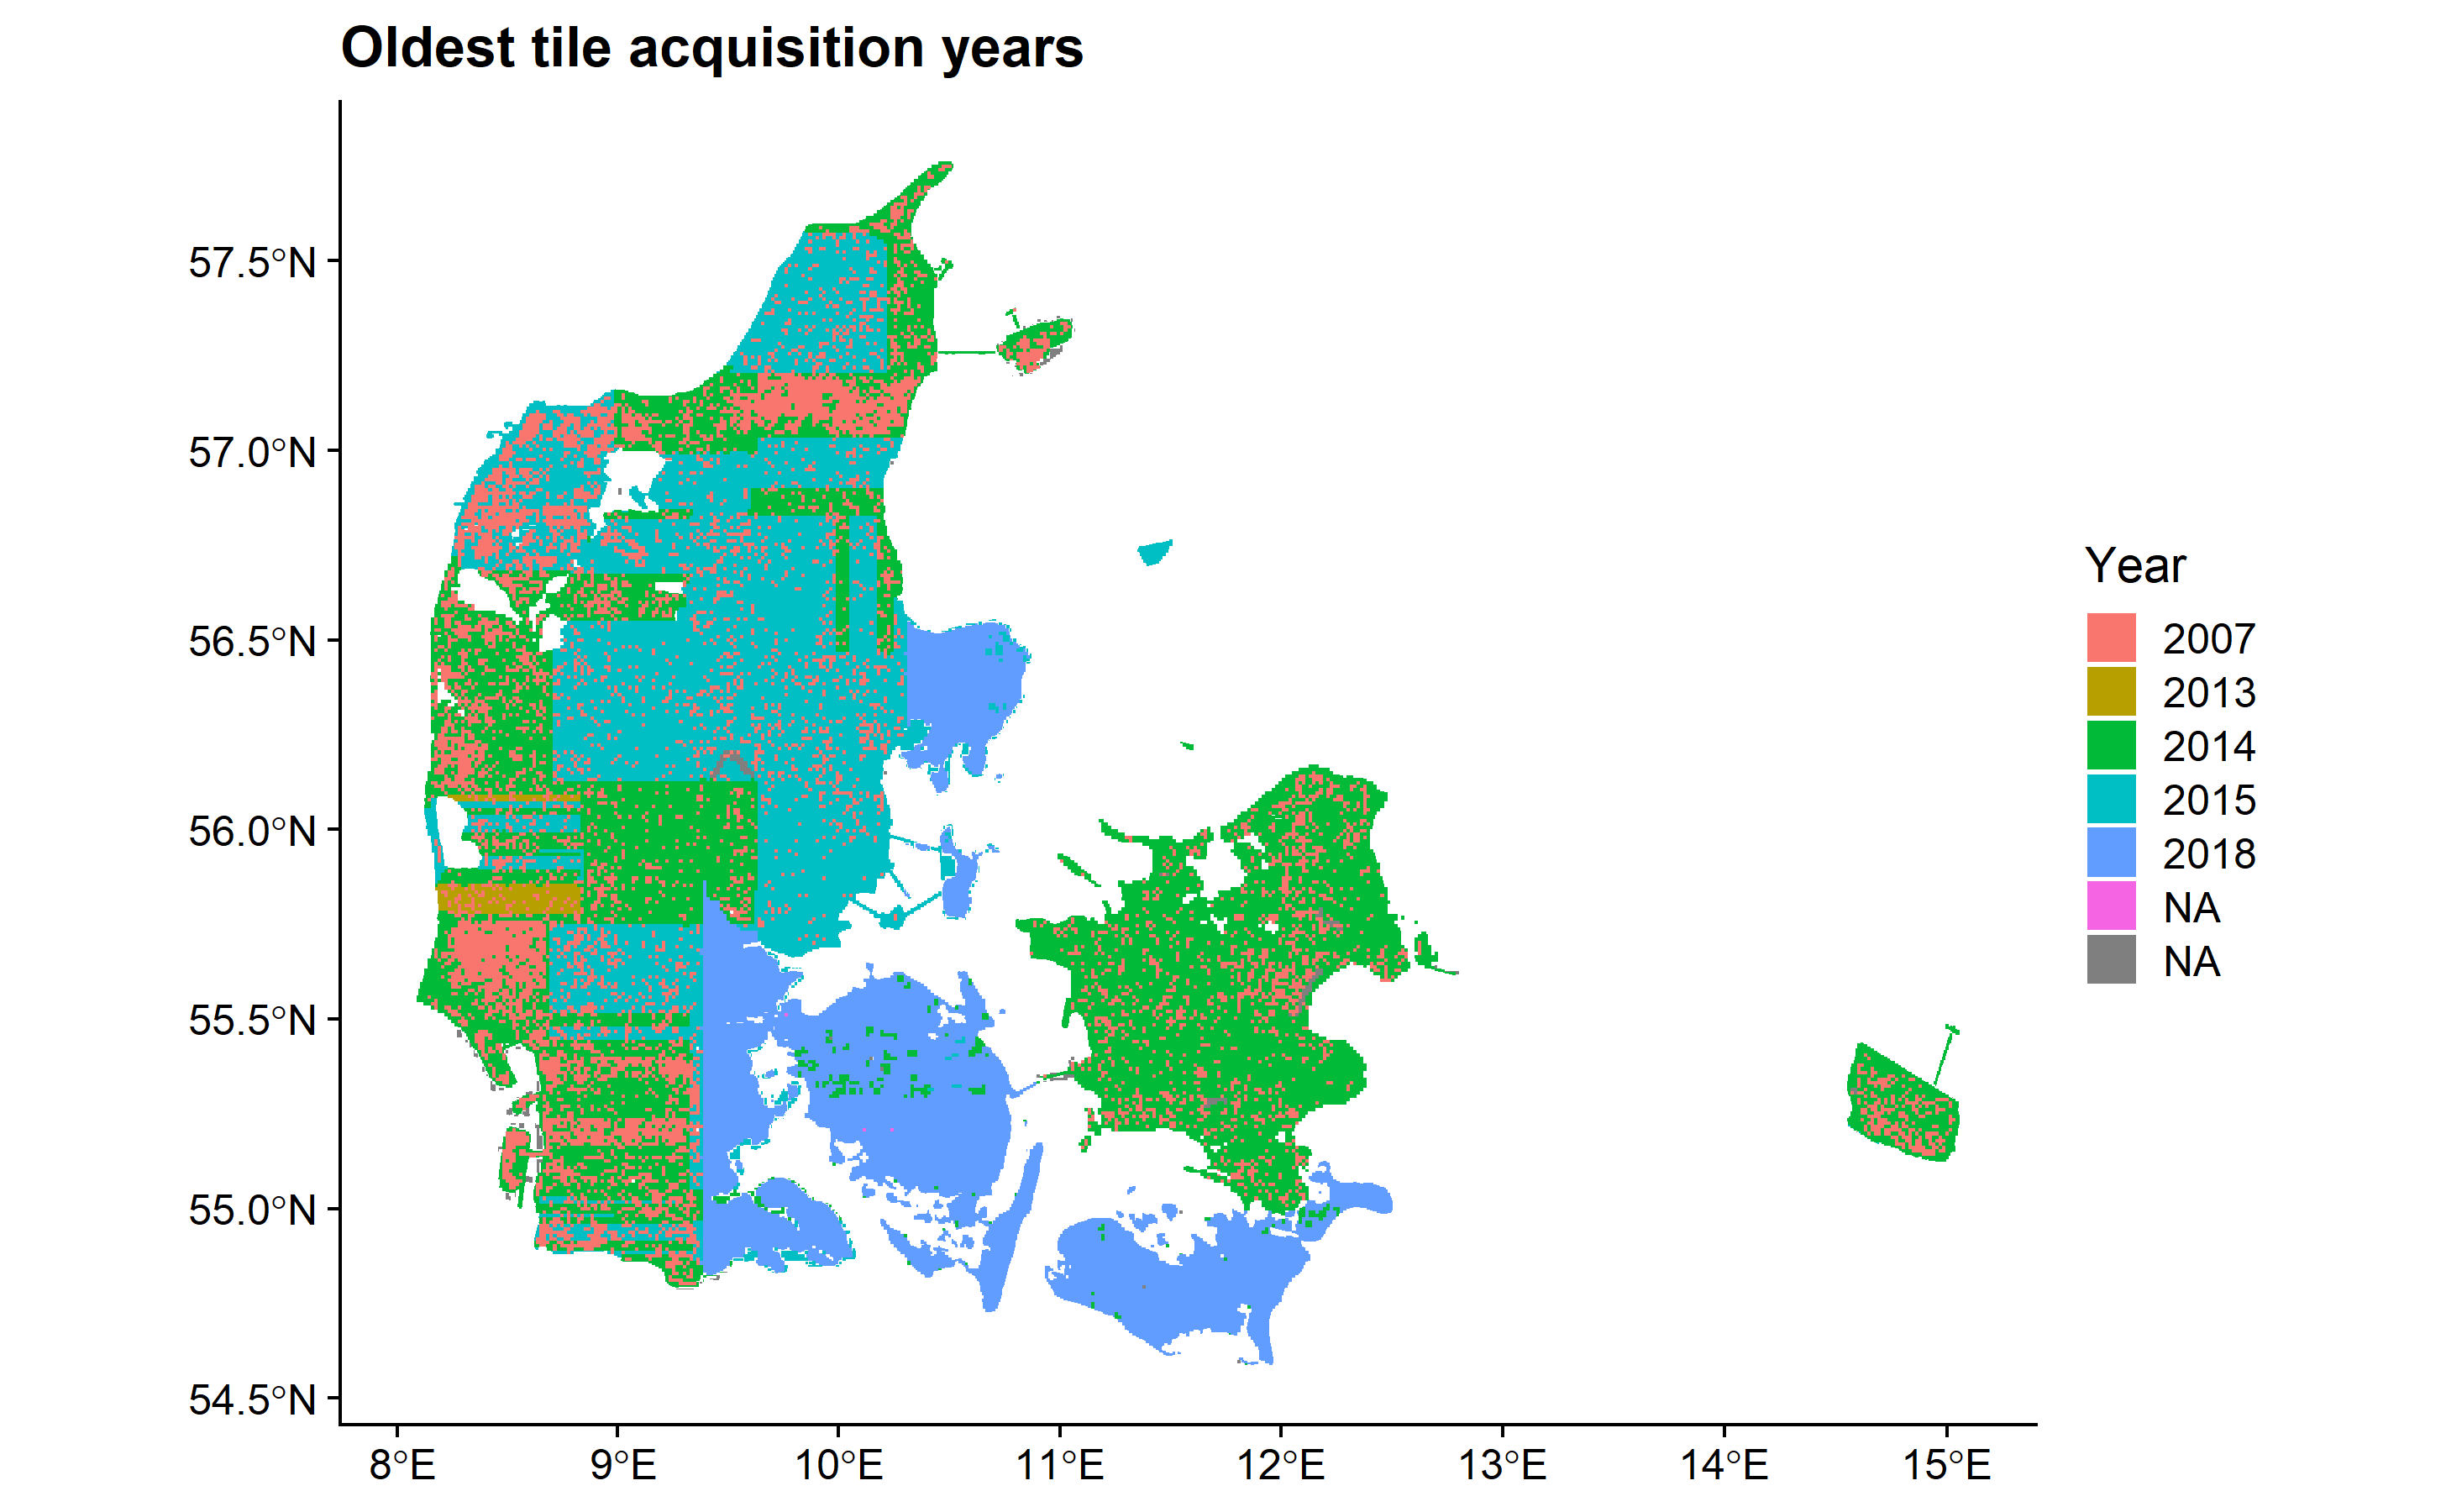 Oldest tile acquisition years
57.5°N
57.0°N
56.5°N
56.0°N
55.5°N
55.0°N
54.5°N
8°E 9°E 10°E 11°E 12°E 13°E 14°E 15°E
Year
2007
2013
2014
2015
2018
NA
NA